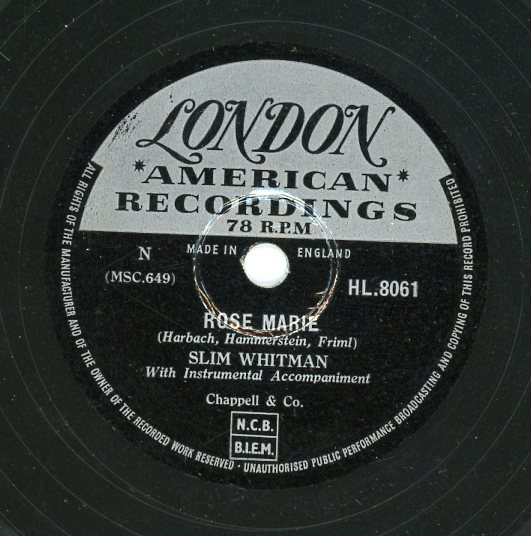 LONDON
*AMERICAN*
RECORDINGS
78 R.P.M
MADE IN ENGLAND
N
(MSC.649)
HL.8061
ROSE MARIE
(Harbach, Hammerstein, Friml)
SLIM WHITMAN
With Instrumental Accompaniment
Chappell & Co.
N.C.B.
B.I.E.M.
ALL RIGHTS OF THE MANUFACTURER AND OF THE OWNER OF THE RECORDED WORK RESERVED · UNAUTHORISED PUBLIC PERFORMANCE BROADCASTING AND COPYING OF THIS RECORD PROHIBITED